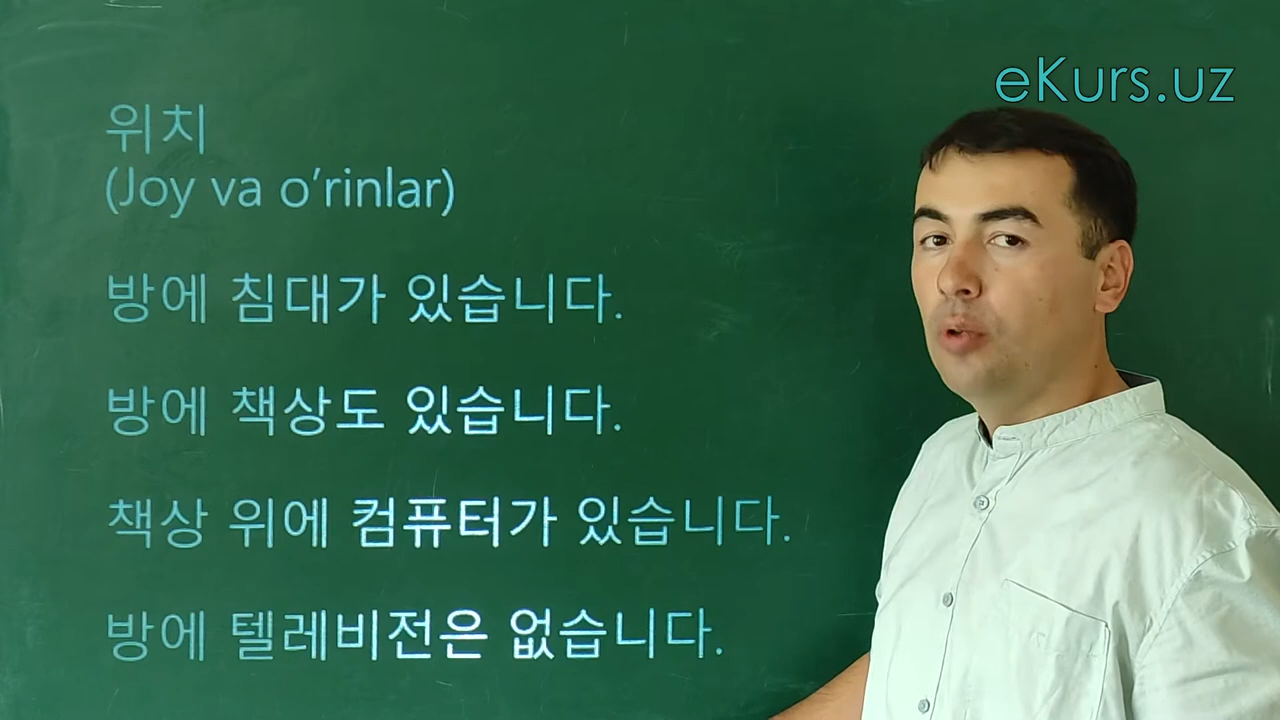 eKurs.uz
위치
(Joy va o’rinlar)
방에 침대가 있습니다.
방에 책상도 있습니다.
책상 위에 컴퓨터가 있습니다.
방에 텔레비전은 없습니다.